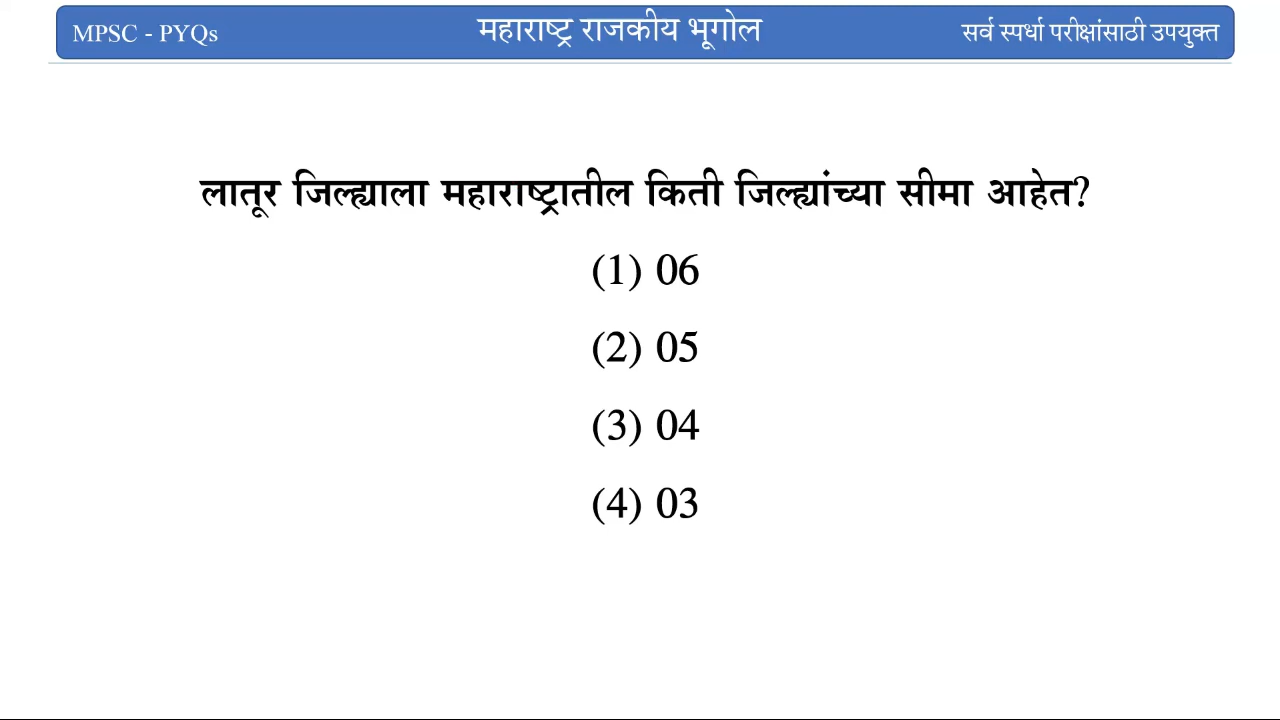 MPSC - PYQs
महाराष्ट्र राजकीय भूगोल
सर्व स्पर्धा परीक्षांसाठी उपयुक्त
लातूर जिल्ह्याला महाराष्ट्रातील किती जिल्ह्यांच्या सीमा आहेत?
(1) 06
(2) 05
(3) 04
(4) 03